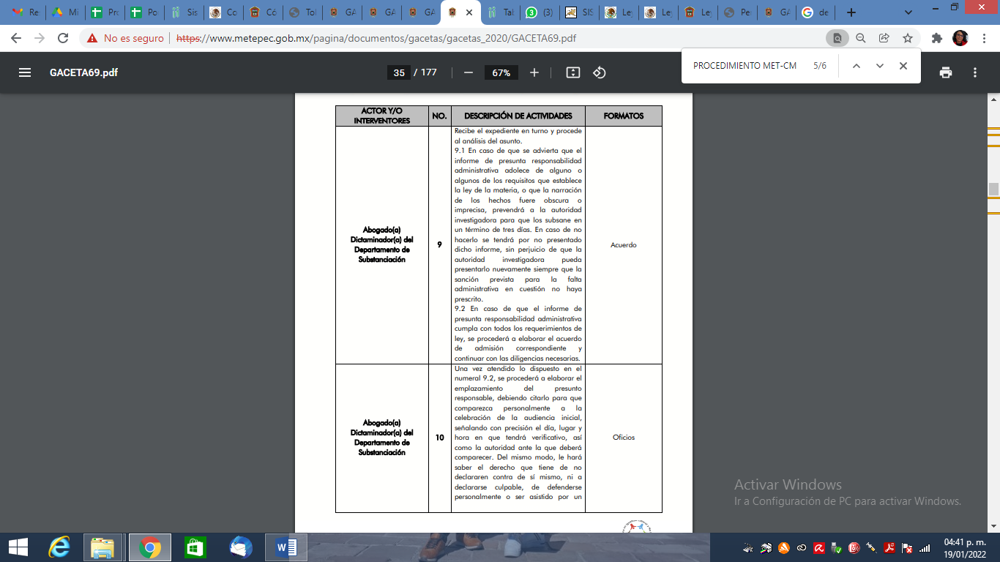 Re
Mi
Pro
Po
Sis
Co
Có
Tol
GA
GA
GA
Tal
(3)
SIS
Le
Le
Le
Pe
GA
de
No es seguro
https://www.metepec.gob.mx/pagina/documentos/gacetas/gacetas_2020/GACETA69.pdf
GACETA69.pdf
35 / 177
67%
PROCEDIMIENTO MET-CM
5/6
ACTOR Y/O
INTERVENTORES
NO.
DESCRIPCIÓN DE ACTIVIDADES
FORMATOS
Abogado(a)
Dictaminador(a) del
Departamento de
Substanciación
9
Recibe el expediente en turno y procede
al análisis del asunto.
9.1 En caso de que se advierta que el
informe de presunta responsabilidad
administrativa adolece de alguno o
algunos de los requisitos que establece
la ley de la materia, o que la narración
de los hechos fuere obscura o
imprecisa, prevendrá a la autoridad
investigadora para que los subsane en
un término de tres días. En caso de no
hacerlo se tendrá por no presentado
dicho informe, sin perjuicio de que la
autoridad investigadora pueda
presentarlo nuevamente siempre que la
sanción prevista para la falta
administrativa en cuestión no haya
prescrito.
9.2 En caso de que el informe de
presunta responsabilidad administrativa
cumpla con todos los requerimientos de
ley, se procederá a elaborar el acuerdo
de admisión correspondiente y
continuar con las diligencias necesarias.
Acuerdo
Abogado(a)
Dictaminador(a) del
Departamento de
Substanciación
10
Una vez atendido lo dispuesto en el
numeral 9.2, se procederá a elaborar el
emplazamiento del presunto
responsable, debiendo citarlo para que
comparezca personalmente a la
celebración de la audiencia inicial,
señalando con precisión el día, lugar y
hora en que tendrá verificativo, así
como la autoridad ante la que deberá
comparecer. Del mismo modo, le hará
saber el derecho que tiene de no
declararen contra de sí mismo, ni a
declararse culpable, de defenderse
personalmente o ser asistido por un
Oficios
Activar Windows
Ir a Configuración de PC para activar Windows.
04:41 p. m.
19/01/2022